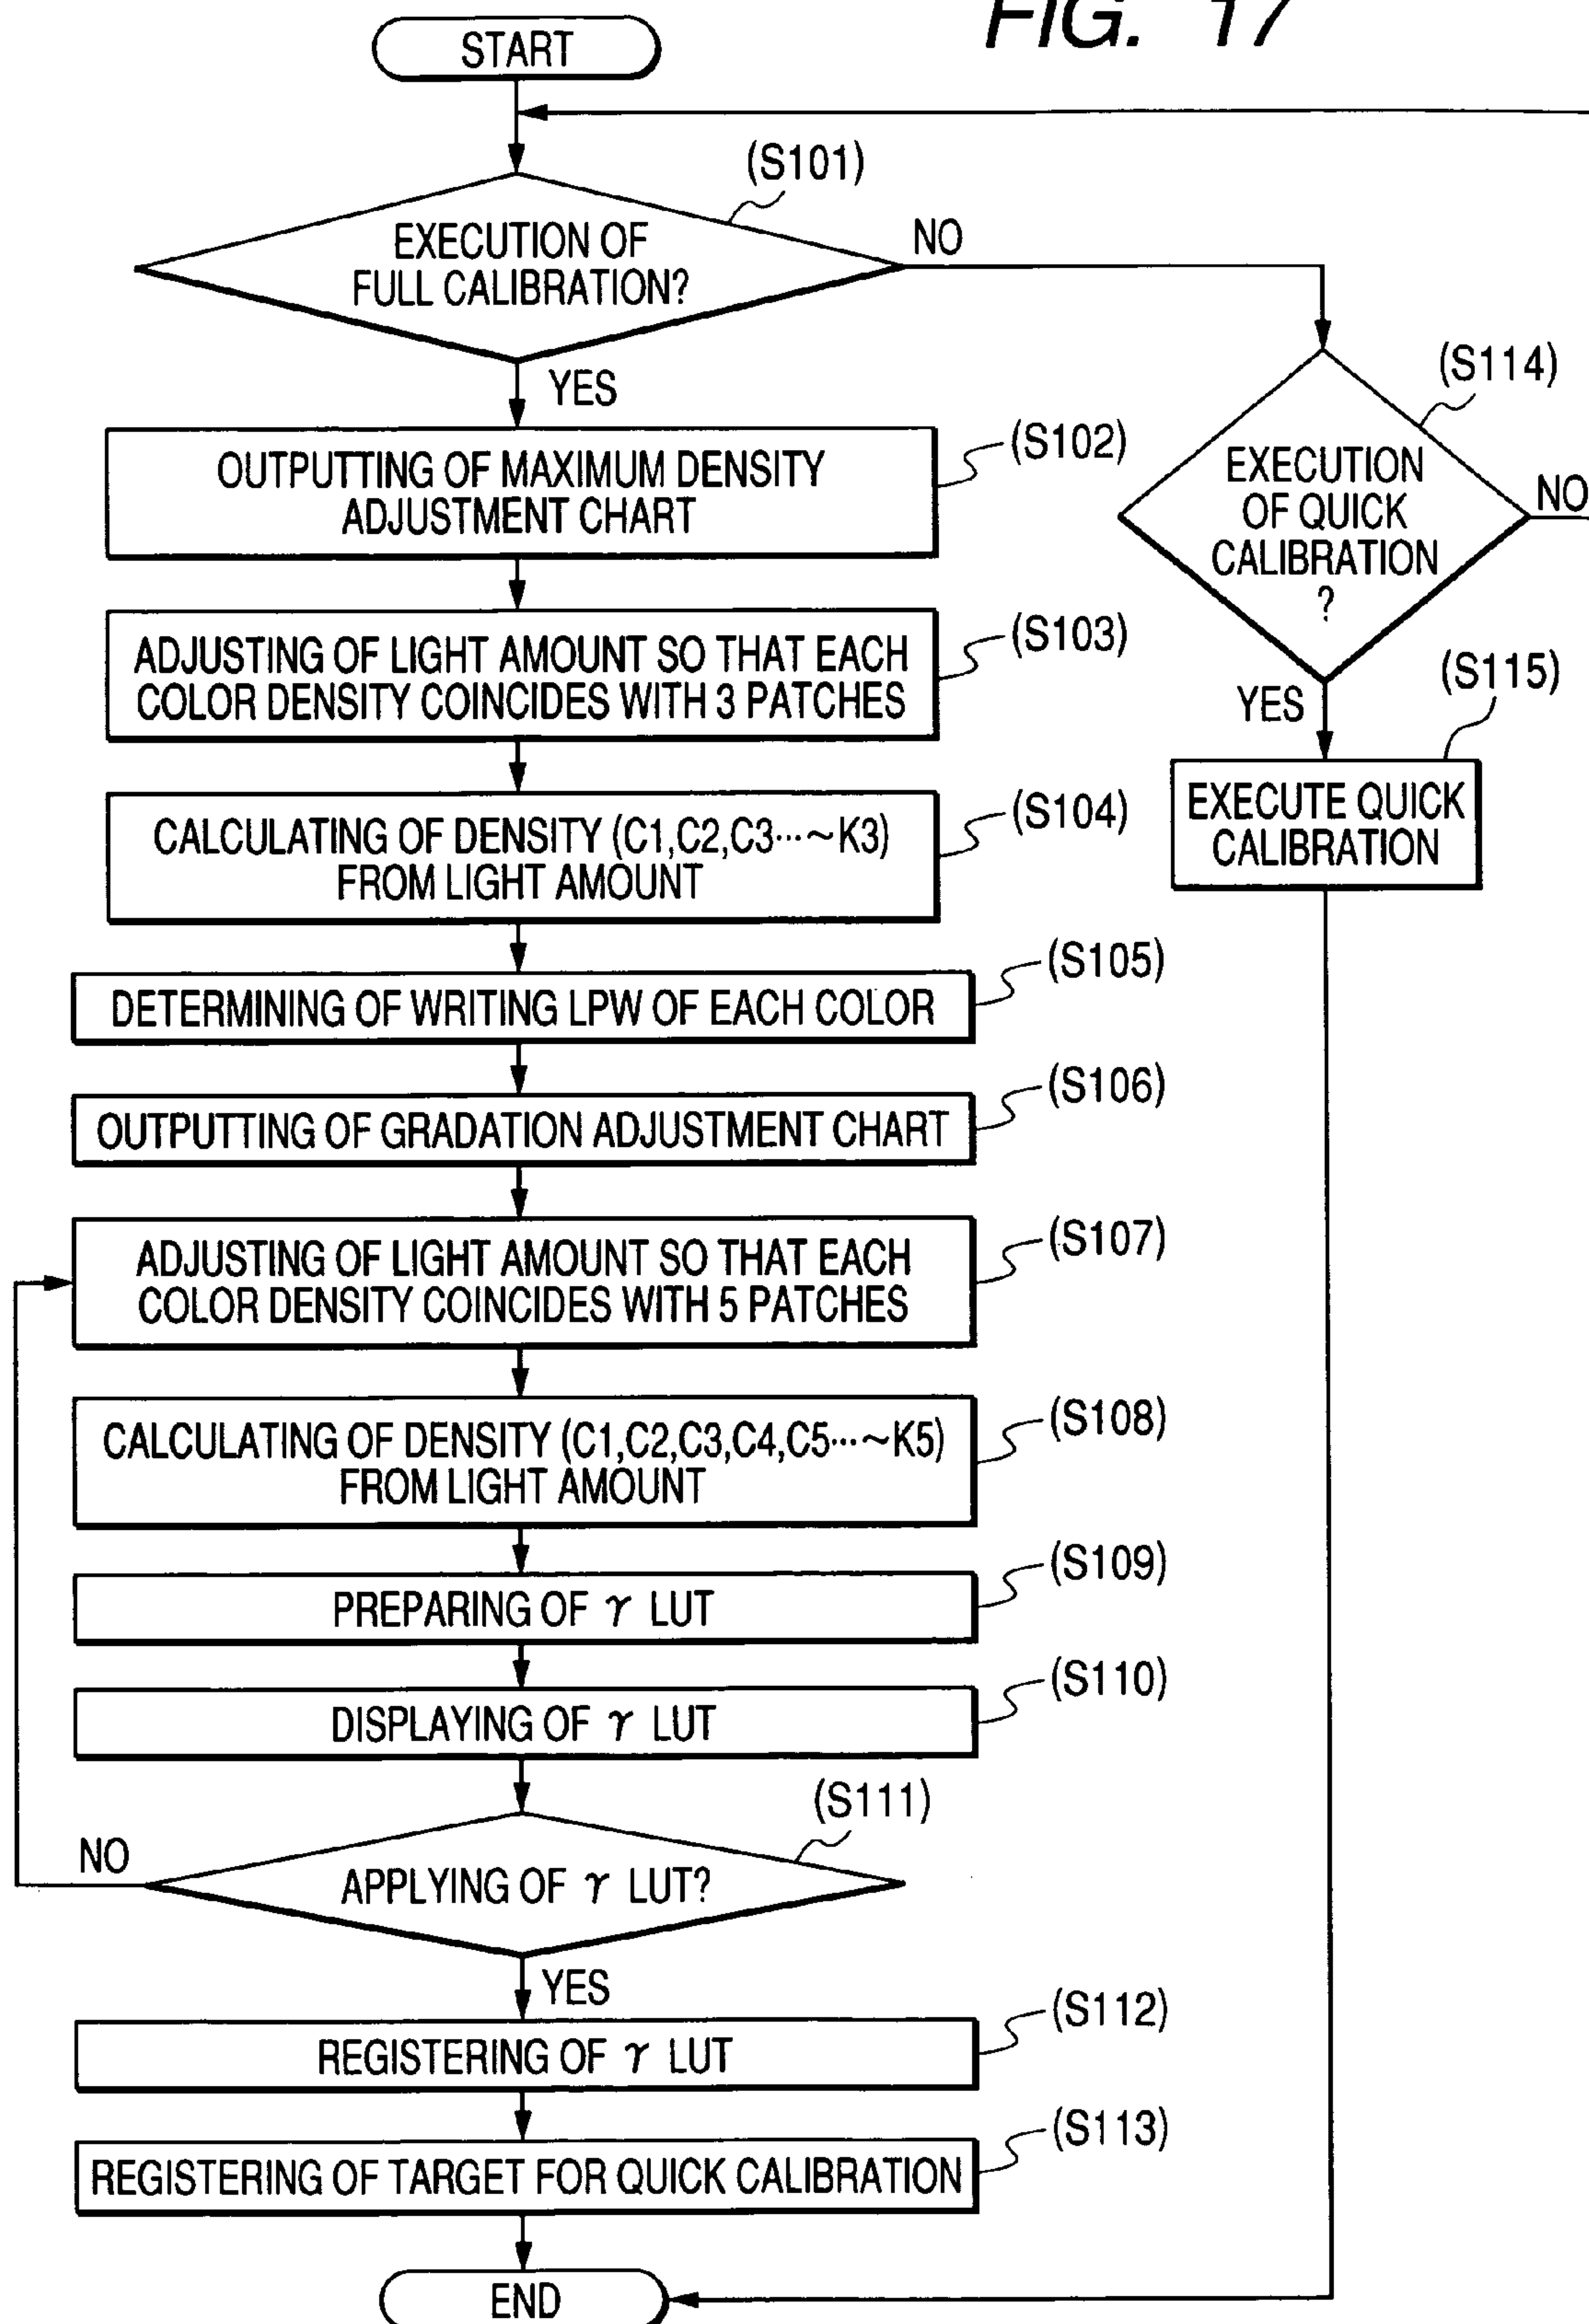 FIG. 17
START
(S101)
EXECUTION OF
FULL CALIBRATION?
NO
YES
(S114)
EXECUTION
OF QUICK
CALIBRATION
?
NO
YES
(S115)
EXECUTE QUICK
CALIBRATION
(S102)
OUTPUTTING OF MAXIMUM DENSITY
ADJUSTMENT CHART
(S103)
ADJUSTING OF LIGHT AMOUNT SO THAT EACH
COLOR DENSITY COINCIDES WITH 3 PATCHES
(S104)
CALCULATING OF DENSITY (C1,C2,C3···~K3)
FROM LIGHT AMOUNT
(S105)
DETERMINING OF WRITING LPW OF EACH COLOR
(S106)
OUTPUTTING OF GRADATION ADJUSTMENT CHART
(S107)
ADJUSTING OF LIGHT AMOUNT SO THAT EACH
COLOR DENSITY COINCIDES WITH 5 PATCHES
(S108)
CALCULATING OF DENSITY (C1,C2,C3,C4,C5···~K5)
FROM LIGHT AMOUNT
(S109)
PREPARING OF γ LUT
(S110)
DISPLAYING OF γ LUT
(S111)
NO
APPLYING OF γ LUT?
YES
(S112)
REGISTERING OF γ LUT
(S113)
REGISTERING OF TARGET FOR QUICK CALIBRATION
END